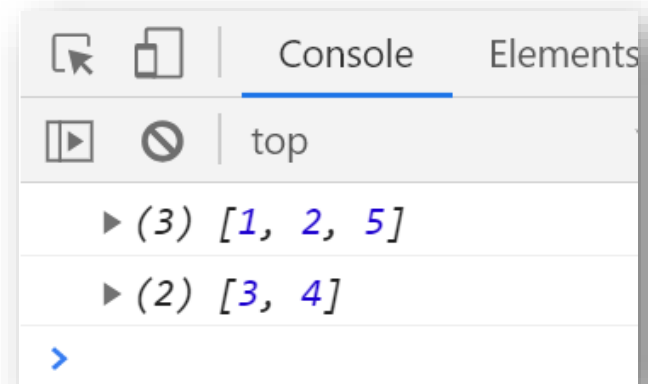 Console Elements
top
(3) [1, 2, 5]
(2) [3, 4]
>